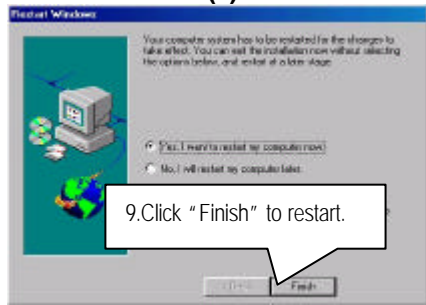 Restart Windows
Your computer system has to be restarted for the changes to
take effect. You can exit the installation now without selecting
the options below, and restart at a later stage.
Yes, I want to restart my computer now.
No, I will restart my computer later.
9.Click “Finish” to restart.
Finish